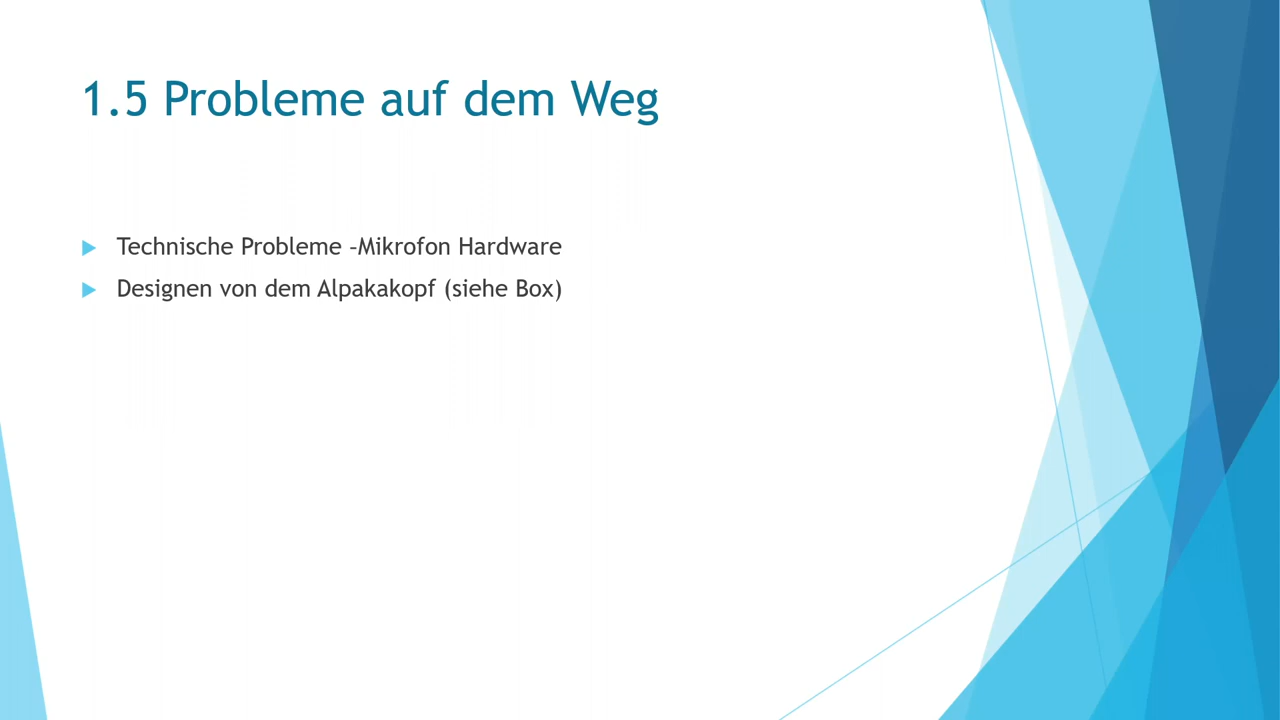 1.5 Probleme auf dem Weg
Technische Probleme –Mikrofon Hardware
Designen von dem Alpakakopf (siehe Box)